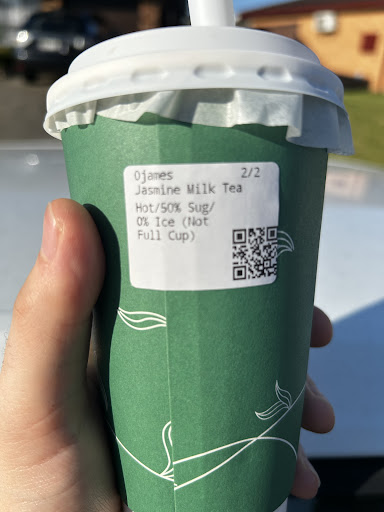 Ojames 2/2
Jasmine Milk Tea
Hot/50% Sug/
0% Ice (Not
Full Cup)